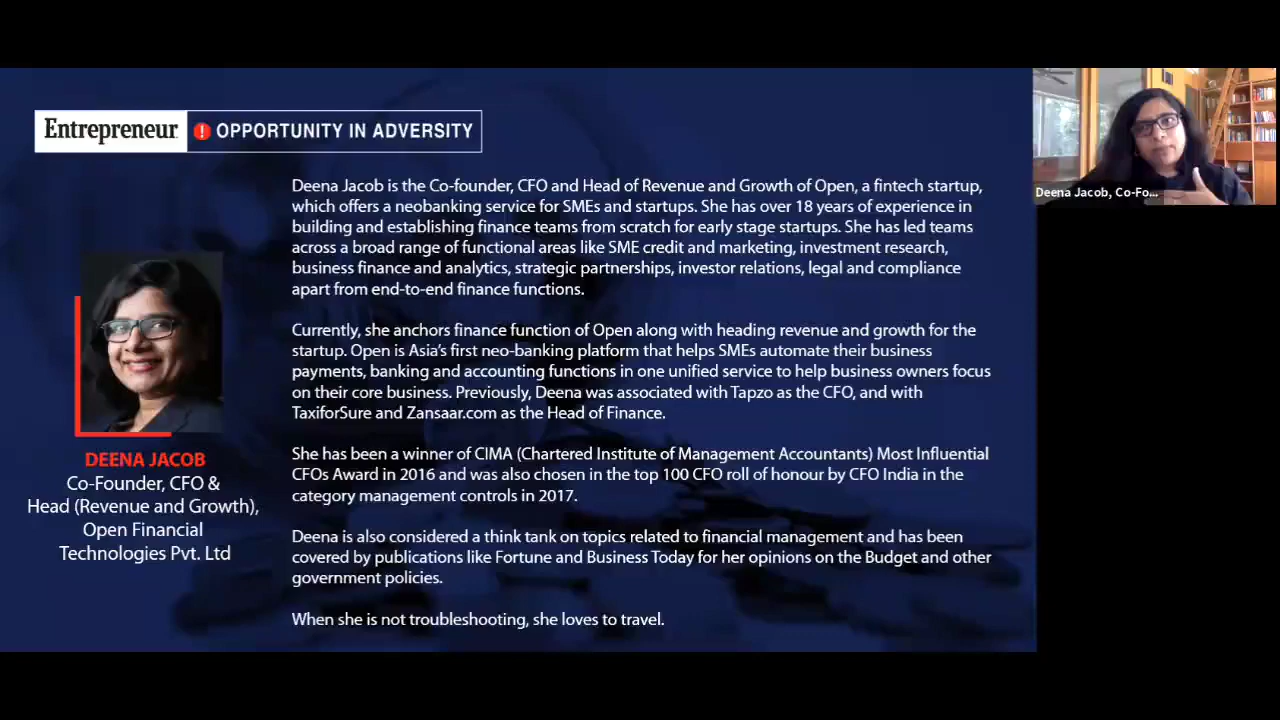 Entrepreneur ! OPPORTUNITY IN ADVERSITY
Deena Jacob is the Co-founder, CFO and Head of Revenue and Growth of Open, a fintech startup,
which offers a neobanking service for SMEs and startups. She has over 18 years of experience in
building and establishing finance teams from scratch for early stage startups. She has led teams
across a broad range of functional areas like SME credit and marketing, investment research,
business finance and analytics, strategic partnerships, investor relations, legal and compliance
apart from end-to-end finance functions.
Currently, she anchors finance function of Open along with heading revenue and growth for the
startup. Open is Asia's first neo-banking platform that helps SMEs automate their business
payments, banking and accounting functions in one unified service to help business owners focus
on their core business. Previously, Deena was associated with Tapzo as the CFO, and with
TaxiforSure and Zansaar.com as the Head of Finance.
She has been a winner of CIMA (Chartered Institute of Management Accountants) Most Influential
CFOs Award in 2016 and was also chosen in the top 100 CFO roll of honour by CFO India in the
category management controls in 2017.
Deena is also considered a think tank on topics related to financial management and has been
covered by publications like Fortune and Business Today for her opinions on the Budget and other
government policies.
When she is not troubleshooting, she loves to travel.
DEENA JACOB
Co-Founder, CFO &
Head (Revenue and Growth),
Open Financial
Technologies Pvt. Ltd
Deena Jacob, Co-Fo...